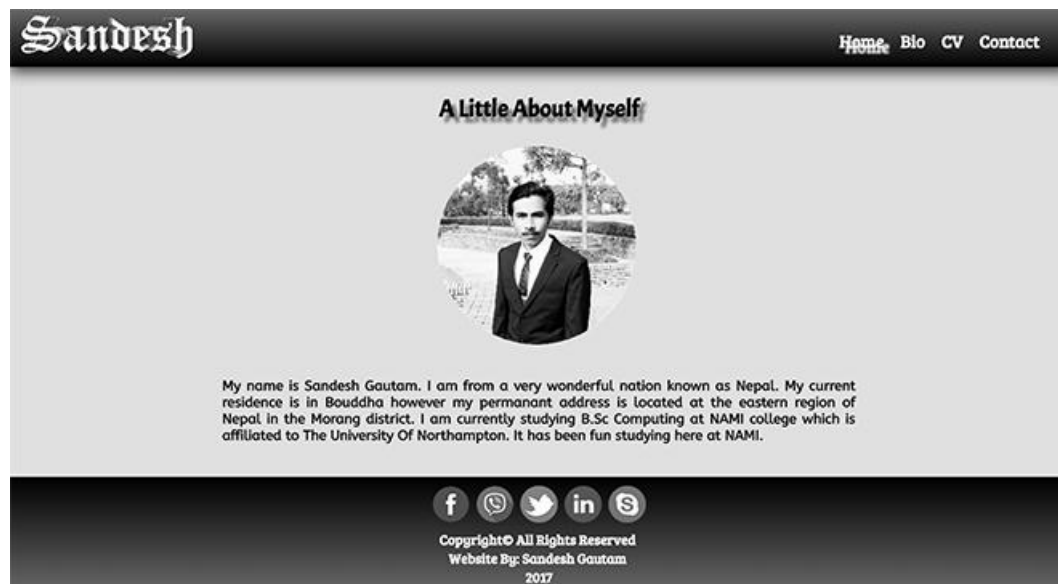 Sandesh
Home Bio CV Contact
A Little About Myself
My name is Sandesh Gautam. I am from a very wonderful nation known as Nepal. My current
residence is in Bouddha however my permanant address is located at the eastern region of
Nepal in the Morang district. I am currently studying B.Sc Computing at NAMI college which is
affiliated to The University Of Northampton. It has been fun studying here at NAMI.
f in S
Copyright© All Rights Reserved
Website By: Sandesh Gautam
2017